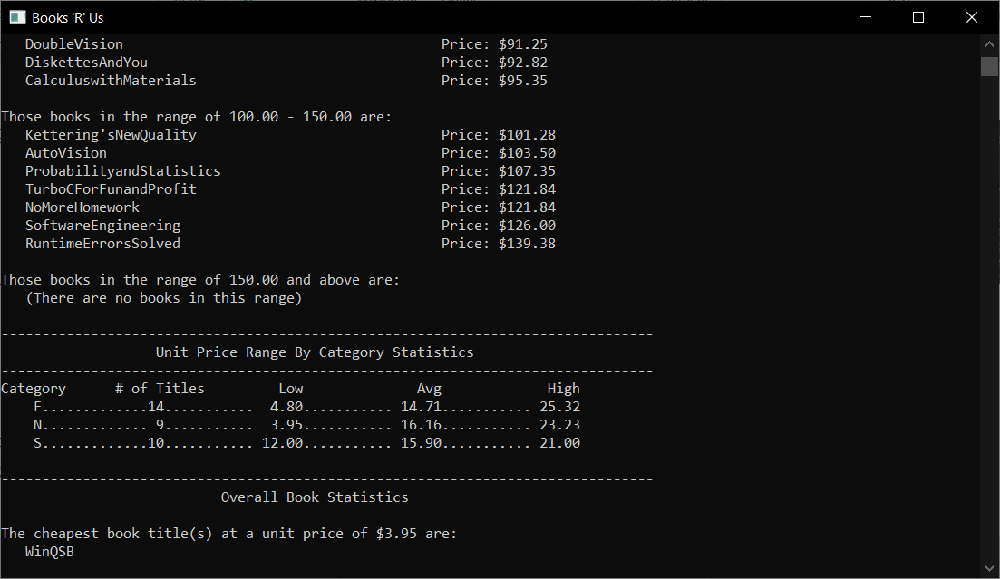 Books 'R' Us
DoubleVision Price: $91.25
DiskettesAndYou Price: $92.82
CalculuswithMaterials Price: $95.35
Those books in the range of 100.00 - 150.00 are:
Kettering'sNewQuality Price: $101.28
AutoVision Price: $103.50
ProbabilityandStatistics Price: $107.35
TurboCForFunandProfit Price: $121.84
NoMoreHomework Price: $121.84
SoftwareEngineering Price: $126.00
RuntimeErrorsSolved Price: $139.38
Those books in the range of 150.00 and above are:
(There are no books in this range)
--------------------------------------------------------------------------------
Unit Price Range By Category Statistics
--------------------------------------------------------------------------------
Category # of Titles Low Avg High
F.............14........... 4.80........... 14.71........... 25.32
N............. 9........... 3.95........... 16.16........... 23.23
S.............10........... 12.00........... 15.90........... 21.00
--------------------------------------------------------------------------------
Overall Book Statistics
--------------------------------------------------------------------------------
The cheapest book title(s) at a unit price of $3.95 are:
WinQSB